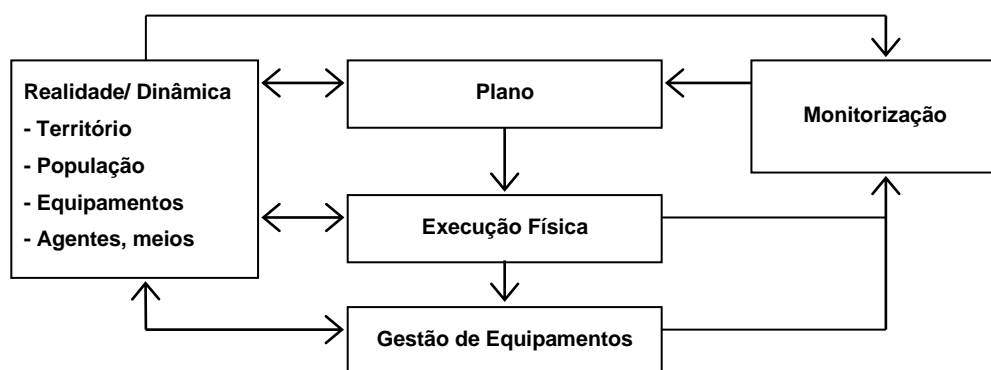 Realidade/ Dinâmica
- Território
- População
- Equipamentos
- Agentes, meios
Plano
Monitorização
Execução Física
Gestão de Equipamentos